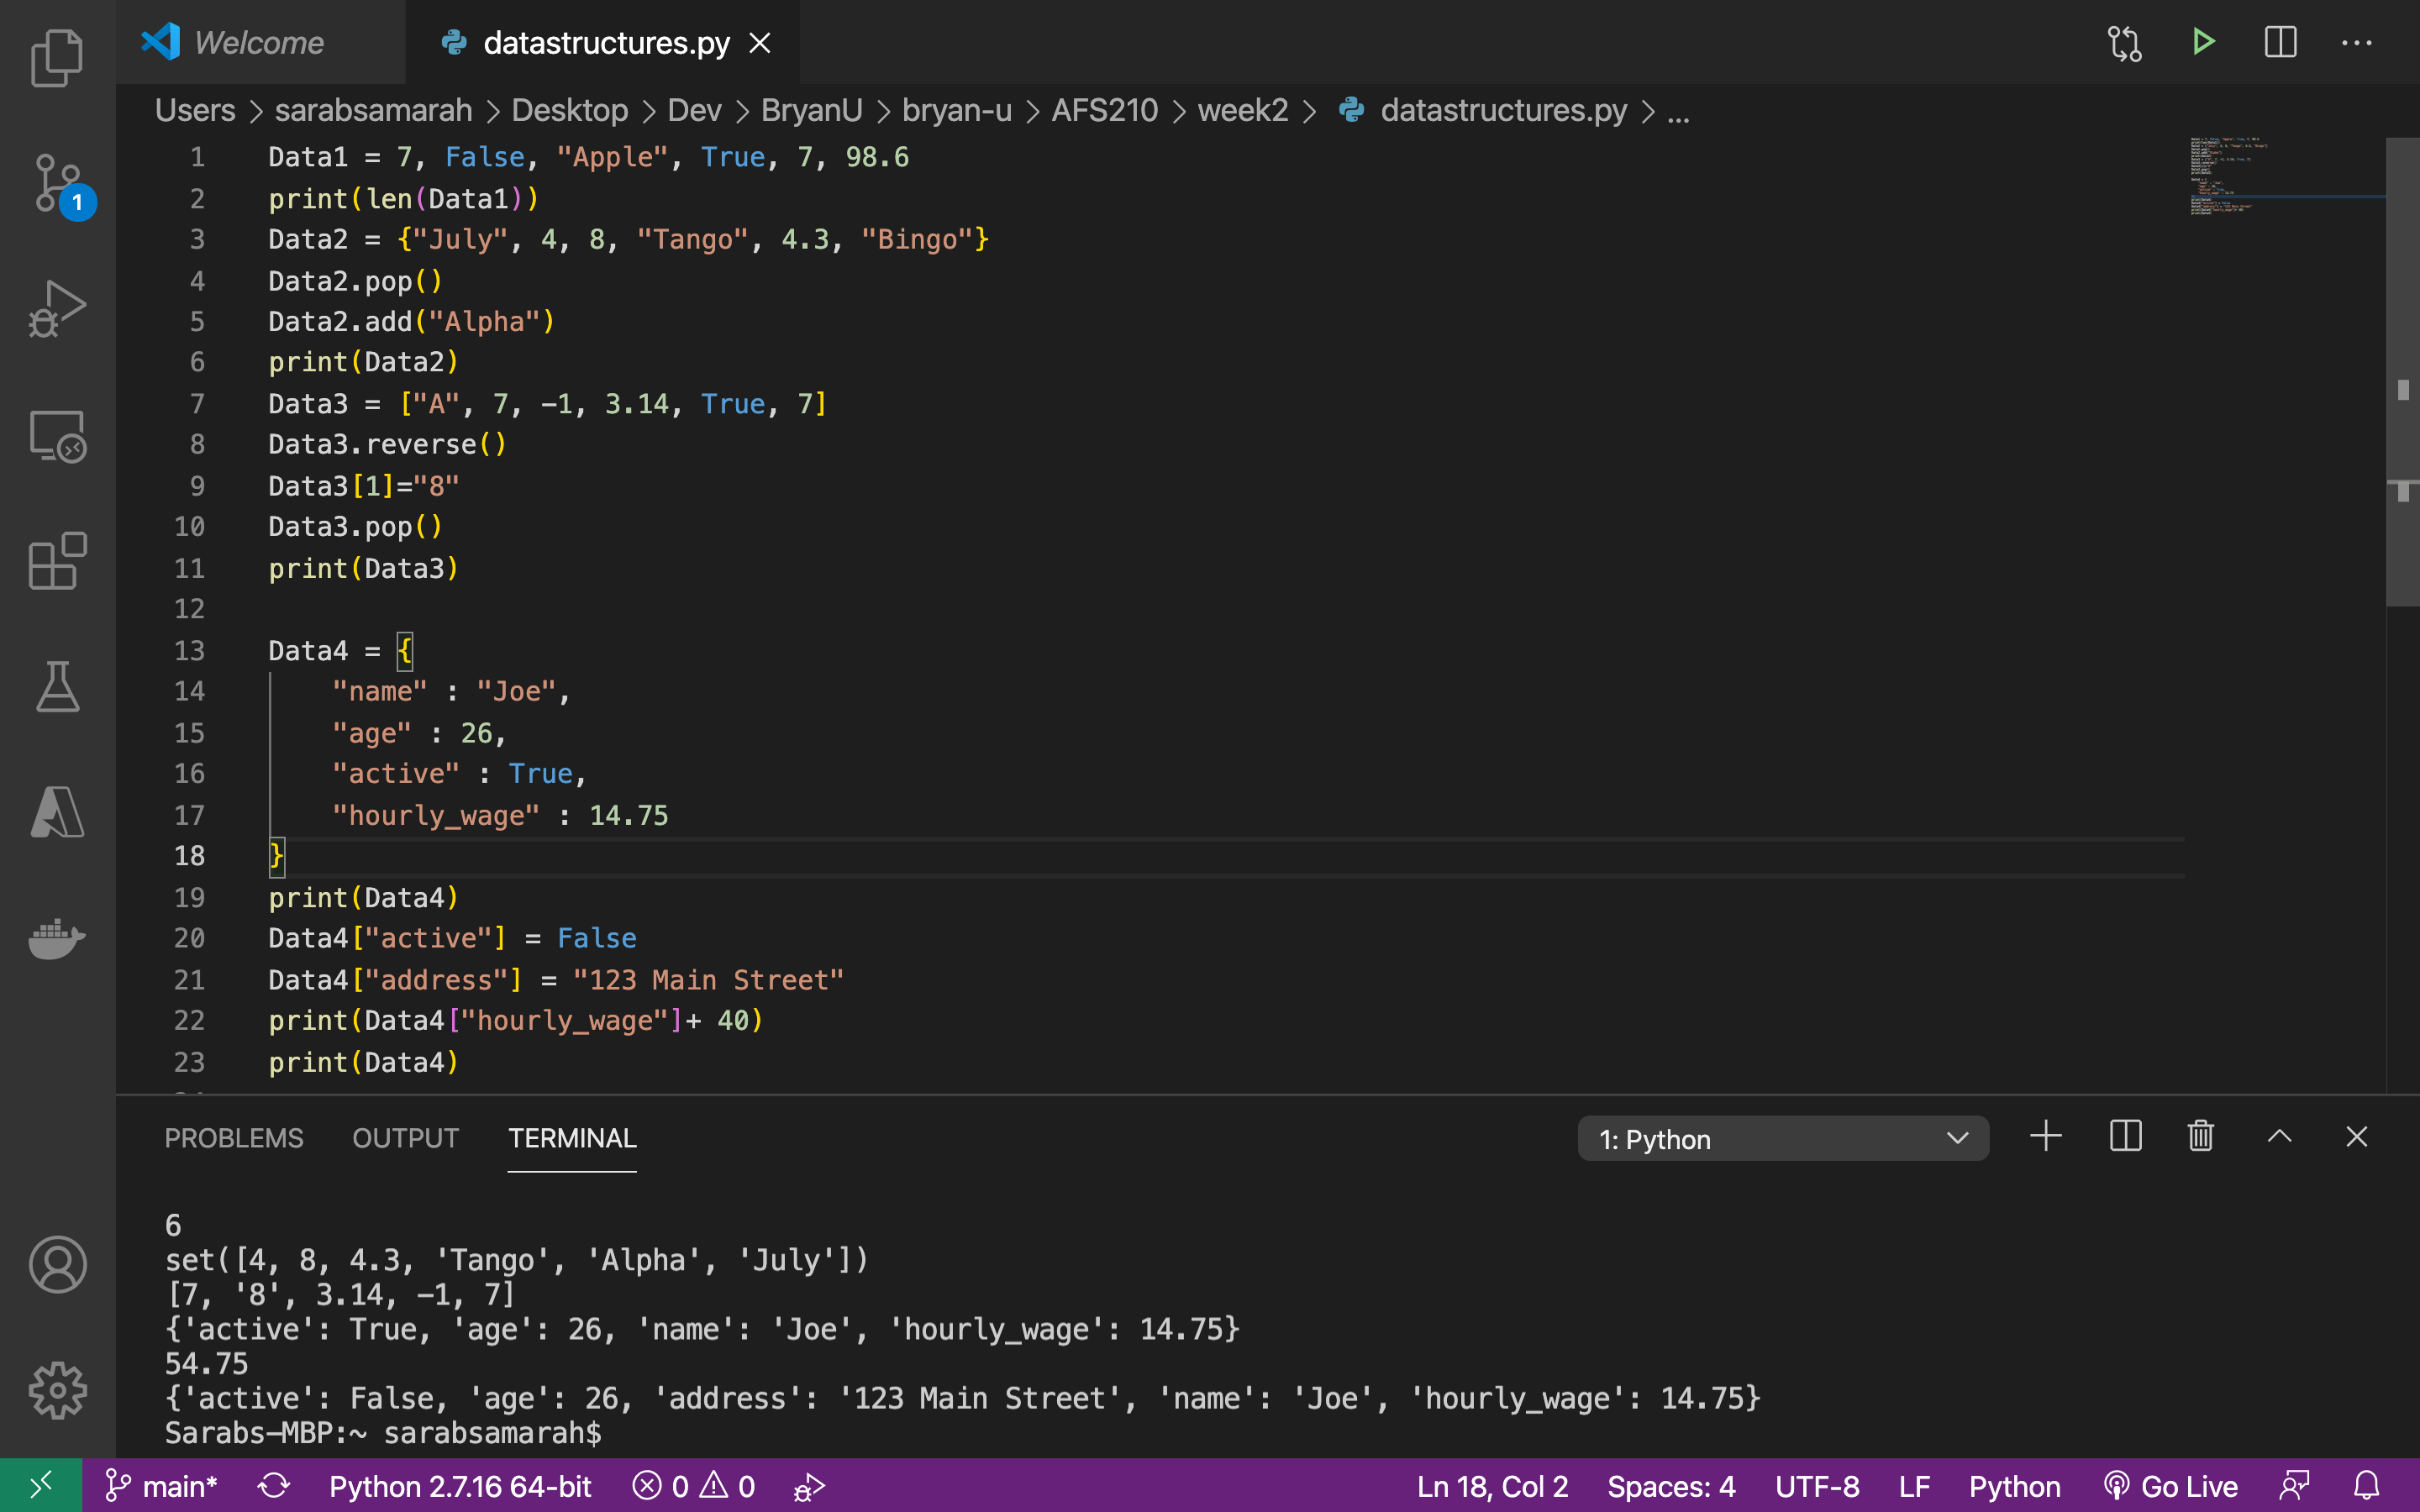 Welcome
datastructures.py
Users > sarabsamarah > Desktop > Dev > BryanU > bryan-u > AFS210 > week2 > datastructures.py > ...
1 Data1 = 7, False, "Apple", True, 7, 98.6
2 print(len(Data1))
3 Data2 = {"July", 4, 8, "Tango", 4.3, "Bingo"}
4 Data2.pop()
5 Data2.add("Alpha")
6 print(Data2)
7 Data3 = ["A", 7, -1, 3.14, True, 7]
8 Data3.reverse()
9 Data3[1]="8"
10 Data3.pop()
11 print(Data3)
12
13 Data4 = {
14     "name" : "Joe",
15     "age" : 26,
16     "active" : True,
17     "hourly_wage" : 14.75
18 }
19 print(Data4)
20 Data4["active"] = False
21 Data4["address"] = "123 Main Street"
22 print(Data4["hourly_wage"]+ 40)
23 print(Data4)
1
PROBLEMS OUTPUT TERMINAL 1: Python
6
set([4, 8, 4.3, 'Tango', 'Alpha', 'July'])
[7, '8', 3.14, -1, 7]
{'active': True, 'age': 26, 'name': 'Joe', 'hourly_wage': 14.75}
54.75
{'active': False, 'age': 26, 'address': '123 Main Street', 'name': 'Joe', 'hourly_wage': 14.75}
Sarabs-MBP:~ sarabsamarah$
main* Python 2.7.16 64-bit 0 0 Ln 18, Col 2 Spaces: 4 UTF-8 LF Python Go Live